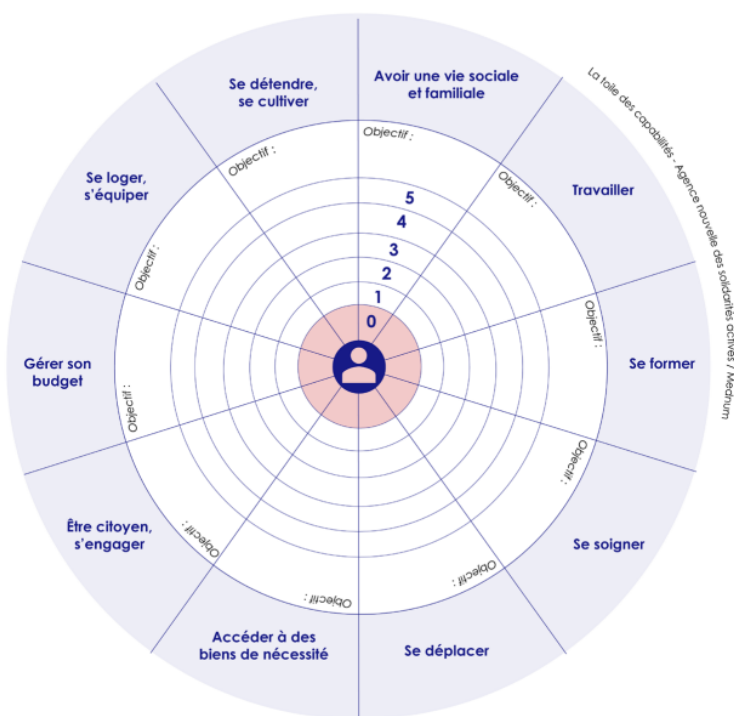 Se détendre,
se cultiver
Avoir une vie sociale
et familiale
Travailler
Se former
Se soigner
Se déplacer
Accéder à des
biens de nécessité
Être citoyen,
s'engager
Gérer son
budget
Se loger,
s'équiper
Objectif :
Objectif :
Objectif :
Objectif :
Objectif :
Objectif :
Objectif :
Objectif :
Objectif :
Objectif :
5
4
3
2
1
0
La toile des capabilités - Agence nouvelle des solidarités actives / Mednum